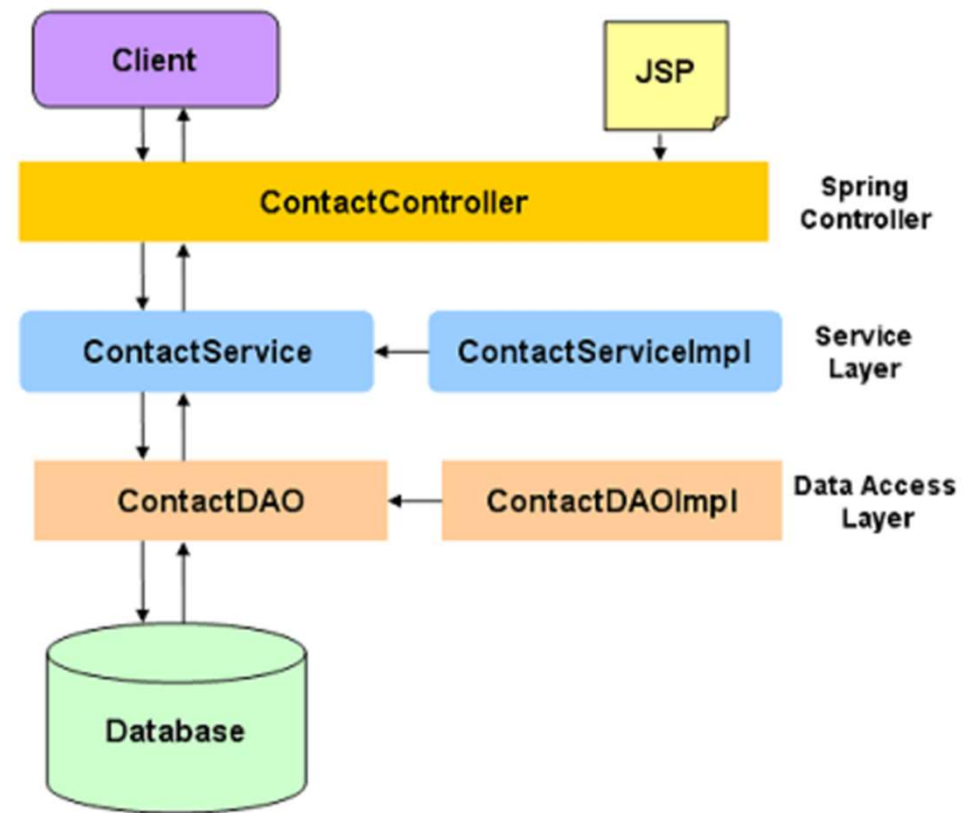 Client
JSP
ContactController
Spring
Controller
ContactService
ContactServiceImpl
Service
Layer
ContactDAO
ContactDAOImpl
Data Access
Layer
Database